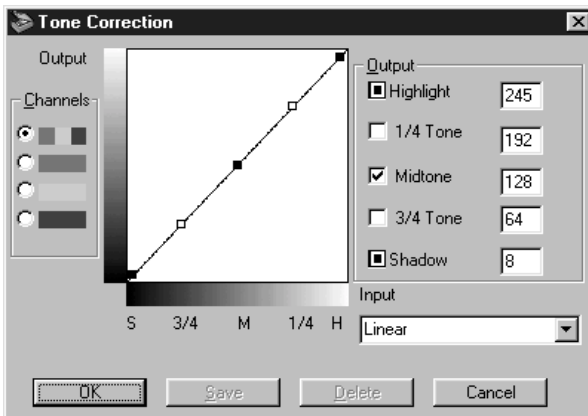 Tone Correction
Output
Channels
Output
Highlight 245
1/4 Tone 192
Midtone 128
3/4 Tone 64
Shadow 8
S 3/4 M 1/4 H
Input
Linear
OK Save Delete Cancel